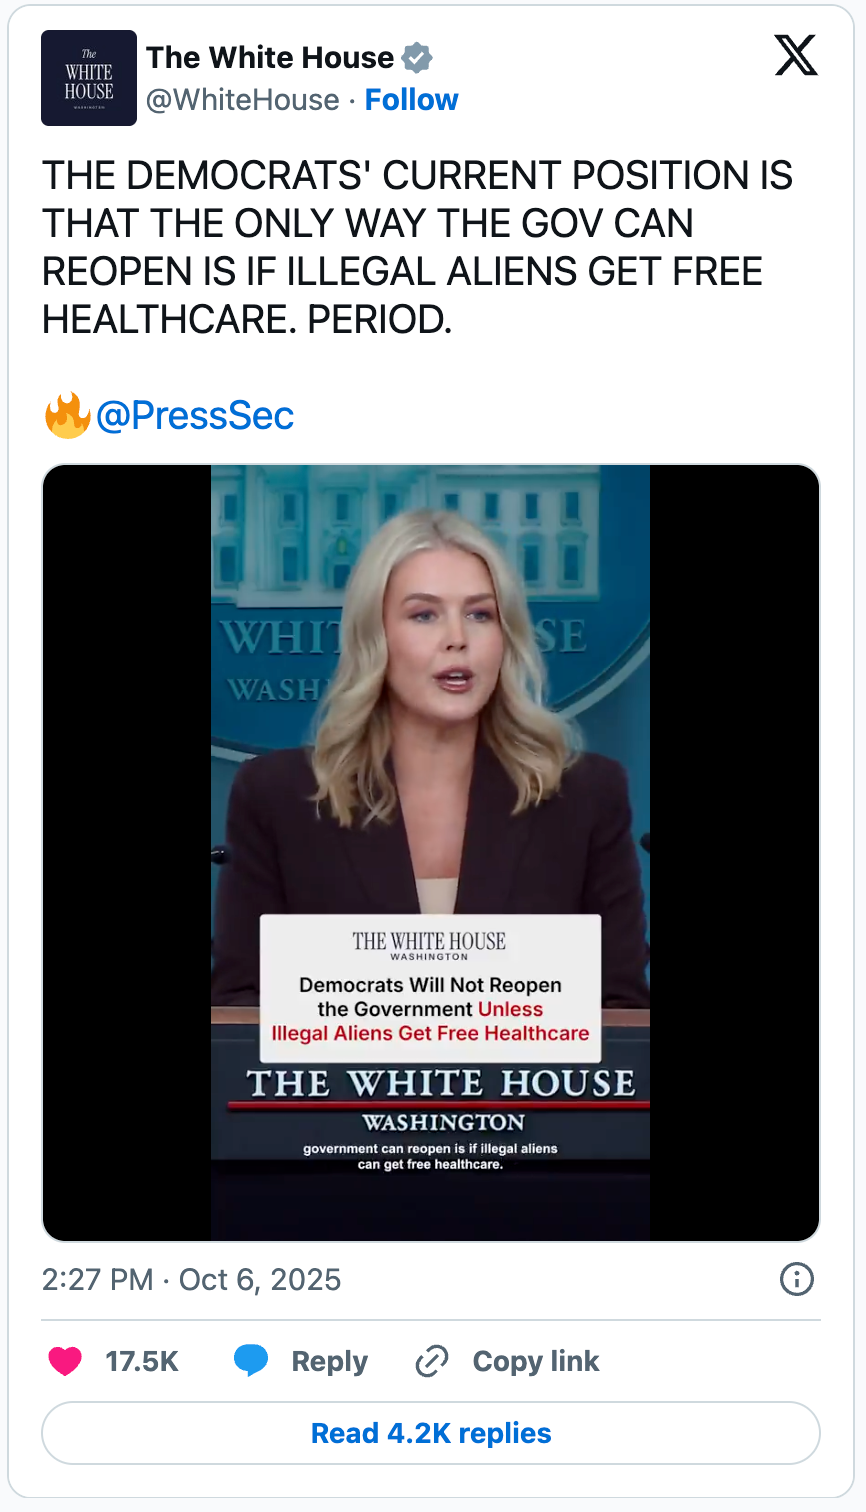 The
WHITE
HOUSE
WASHINGTON
The White House
@WhiteHouse · Follow
THE DEMOCRATS' CURRENT POSITION IS
THAT THE ONLY WAY THE GOV CAN
REOPEN IS IF ILLEGAL ALIENS GET FREE
HEALTHCARE. PERIOD.
🔥@PressSec
WHIT SE
WASH
THE WHITE HOUSE
WASHINGTON
Democrats Will Not Reopen
the Government Unless
Illegal Aliens Get Free Healthcare
THE WHITE HOUSE
WASHINGTON
government can reopen is if illegal aliens
can get free healthcare.
2:27 PM · Oct 6, 2025
17.5K Reply Copy link
Read 4.2K replies